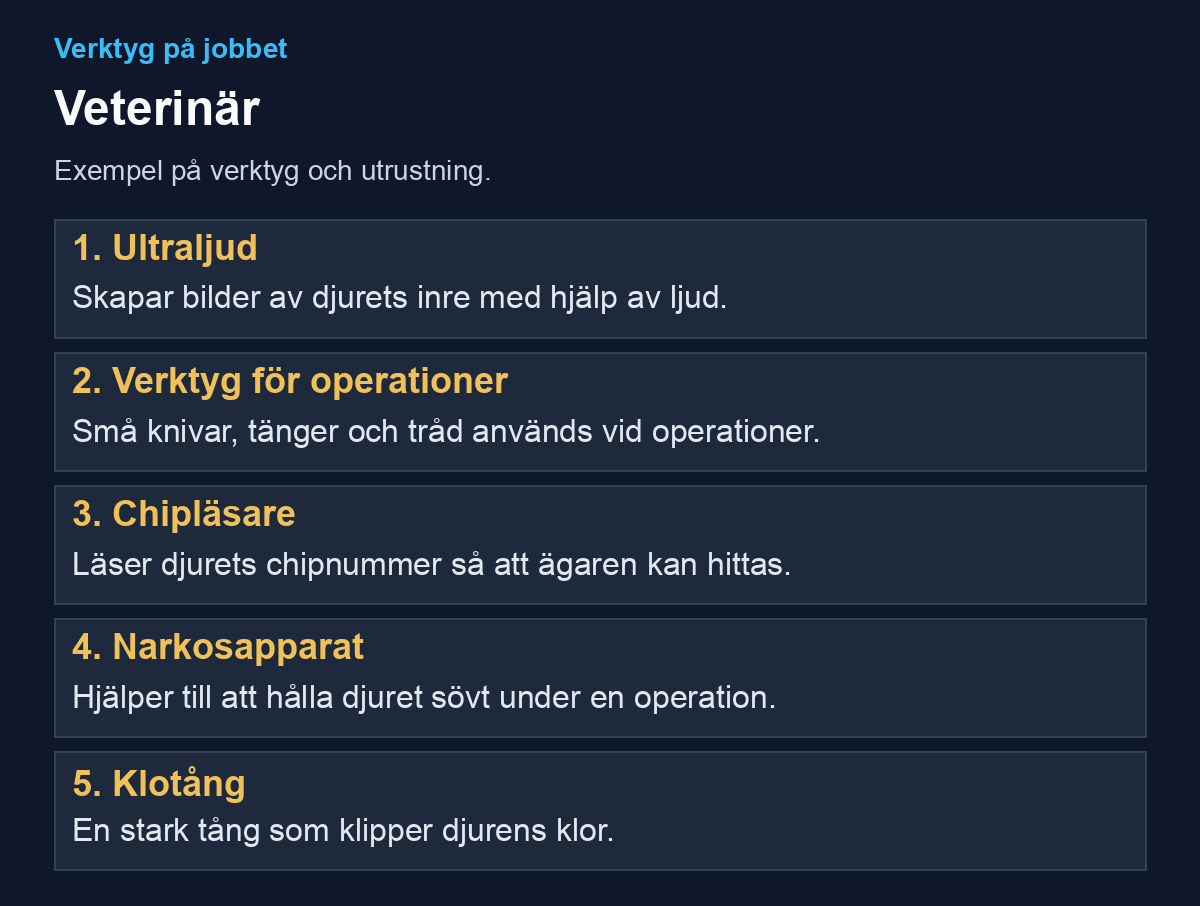 Verktyg på jobbet
Veterinär
Exempel på verktyg och utrustning.
1. Ultraljud
Skapar bilder av djurets inre med hjälp av ljud.
2. Verktyg för operationer
Små knivar, tänger och tråd används vid operationer.
3. Chipläsare
Läser djurets chipnummer så att ägaren kan hittas.
4. Narkosapparat
Hjälper till att hålla djuret sövt under en operation.
5. Klotång
En stark tång som klipper djurens klor.